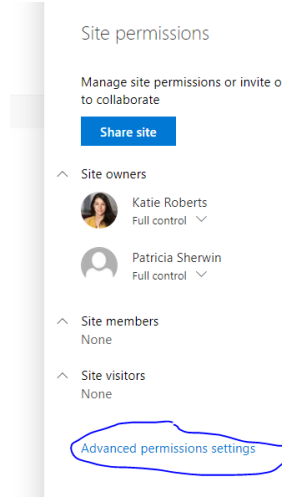 Site permissions
Manage site permissions or invite o
to collaborate
Share site
Site owners
Katie Roberts
Full control
Patricia Sherwin
Full control
Site members
None
Site visitors
None
Advanced permissions settings